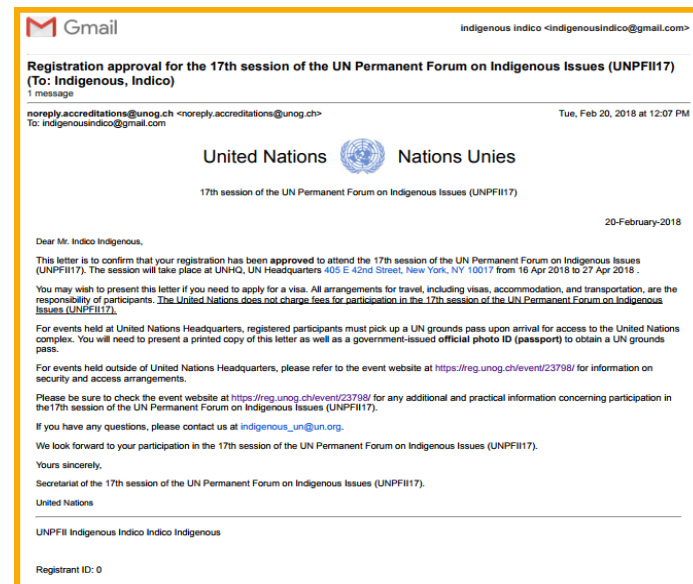 Gmail
indigenous indico <indigenousindico@gmail.com>
Registration approval for the 17th session of the UN Permanent Forum on Indigenous Issues (UNPFII17)
(To: Indigenous, Indico)
1 message
noreply.accreditations@unog.ch <noreply.accreditations@unog.ch>
Tue, Feb 20, 2018 at 12:07 PM
To: indigenousindico@gmail.com
United Nations Nations Unies
17th session of the UN Permanent Forum on Indigenous Issues (UNPFII17)
20-February-2018
Dear Mr. Indico Indigenous,
This letter is to confirm that your registration has been approved to attend the 17th session of the UN Permanent Forum on Indigenous Issues
(UNPFII17). The session will take place at UNHQ, UN Headquarters 405 E 42nd Street, New York, NY 10017 from 16 Apr 2018 to 27 Apr 2018 .
You may wish to present this letter if you need to apply for a visa. All arrangements for travel, including visas, accommodation, and transportation, are the
responsibility of participants. The United Nations does not charge fees for participation in the 17th session of the UN Permanent Forum on Indigenous
Issues (UNPFII17).
For events held at United Nations Headquarters, registered participants must pick up a UN grounds pass upon arrival for access to the United Nations
complex. You will need to present a printed copy of this letter as well as a government-issued official photo ID (passport) to obtain a UN grounds
pass.
For events held outside of United Nations Headquarters, please refer to the event website at https://reg.unog.ch/event/23798/ for information on
security and access arrangements.
Please be sure to check the event website at https://reg.unog.ch/event/23798/ for any additional and practical information concerning participation in
the17th session of the UN Permanent Forum on Indigenous Issues (UNPFII17).
If you have any questions, please contact us at indigenous_un@un.org.
We look forward to your participation in the 17th session of the UN Permanent Forum on Indigenous Issues (UNPFII17).
Yours sincerely,
Secretariat of the 17th session of the UN Permanent Forum on Indigenous Issues (UNPFII17).
United Nations
UNPFII Indigenous Indico Indico Indigenous
Registrant ID: 0